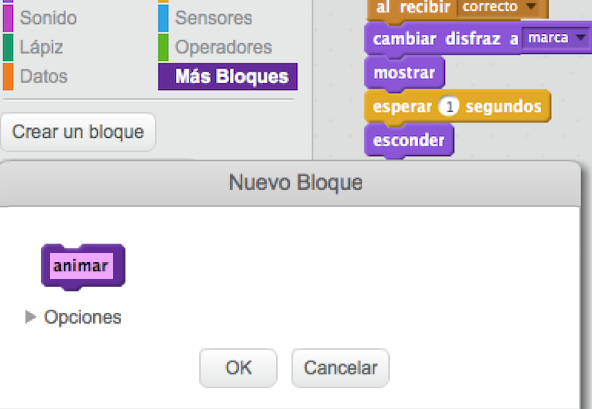 Sonido
Sensores
Lápiz
Operadores
Datos
Más Bloques
Crear un bloque
al recibir correcto
cambiar disfraz a marca
mostrar
esperar 1 segundos
esconder
Nuevo Bloque
animar
Opciones
OK
Cancelar